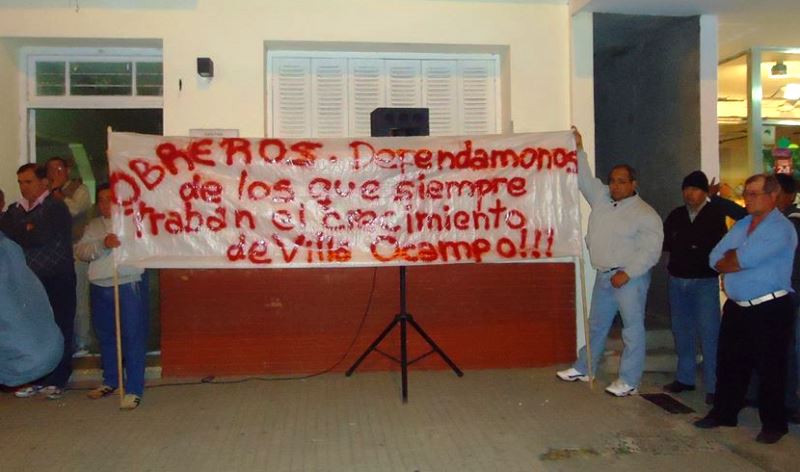 OBREROS. Defendamonos
de los que siempre
traban el crecimiento
de Villa Ocampo!!!